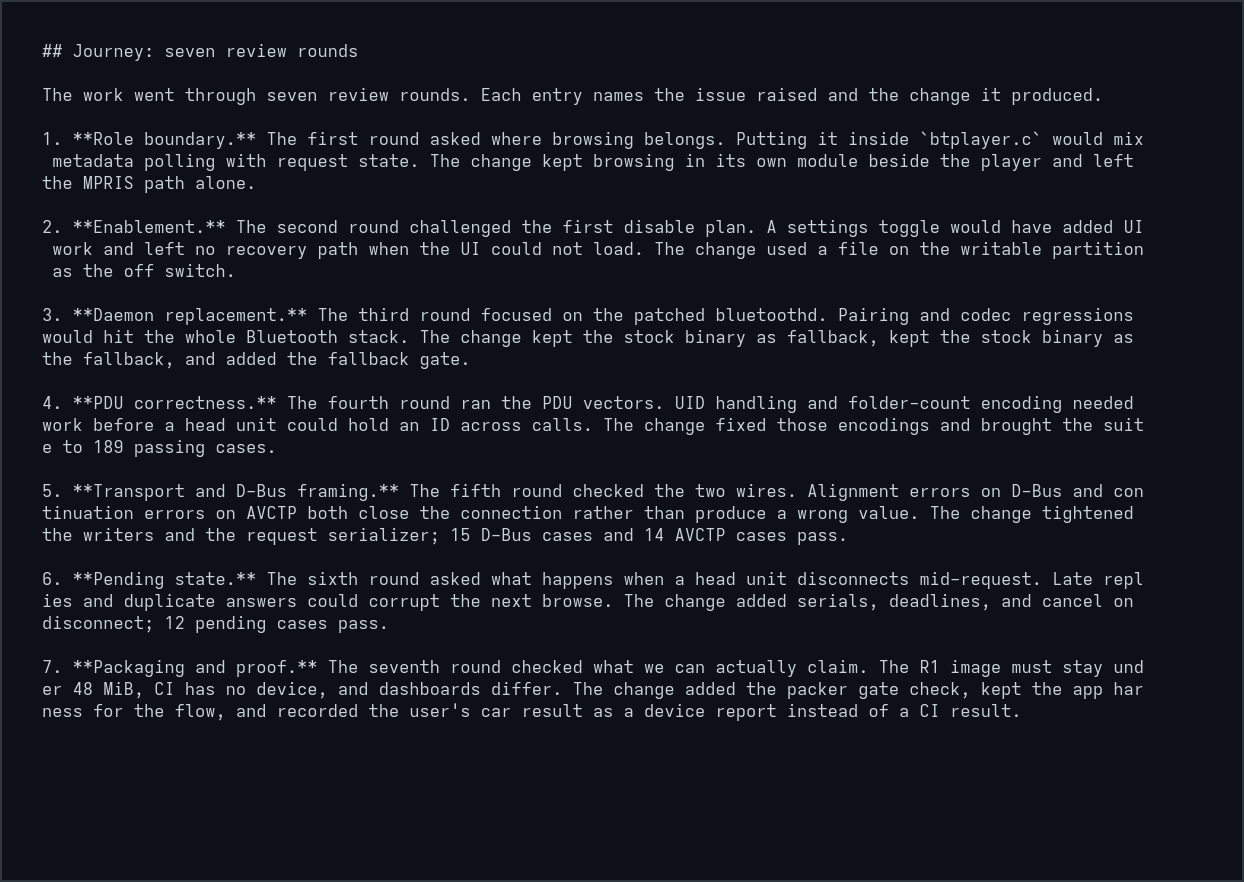 ## Journey: seven review rounds
The work went through seven review rounds. Each entry names the issue raised and the change it produced.
1. **Role boundary.** The first round asked where browsing belongs. Putting it inside `btplayer.c` would mix
 metadata polling with request state. The change kept browsing in its own module beside the player and left
the MPRIS path alone.
2. **Enablement.** The second round challenged the first disable plan. A settings toggle would have added UI
 work and left no recovery path when the UI could not load. The change used a file on the writable partition
 as the off switch.
3. **Daemon replacement.** The third round focused on the patched bluetoothd. Pairing and codec regressions
would hit the whole Bluetooth stack. The change kept the stock binary as fallback, kept the stock binary as
the fallback, and added the fallback gate.
4. **PDU correctness.** The fourth round ran the PDU vectors. UID handling and folder-count encoding needed
work before a head unit could hold an ID across calls. The change fixed those encodings and brought the suit
e to 189 passing cases.
5. **Transport and D-Bus framing.** The fifth round checked the two wires. Alignment errors on D-Bus and con
tinuation errors on AVCTP both close the connection rather than produce a wrong value. The change tightened
the writers and the request serializer; 15 D-Bus cases and 14 AVCTP cases pass.
6. **Pending state.** The sixth round asked what happens when a head unit disconnects mid-request. Late repl
ies and duplicate answers could corrupt the next browse. The change added serials, deadlines, and cancel on
disconnect; 12 pending cases pass.
7. **Packaging and proof.** The seventh round checked what we can actually claim. The R1 image must stay und
er 48 MiB, CI has no device, and dashboards differ. The change added the packer gate check, kept the app har
ness for the flow, and recorded the user's car result as a device report instead of a CI result.